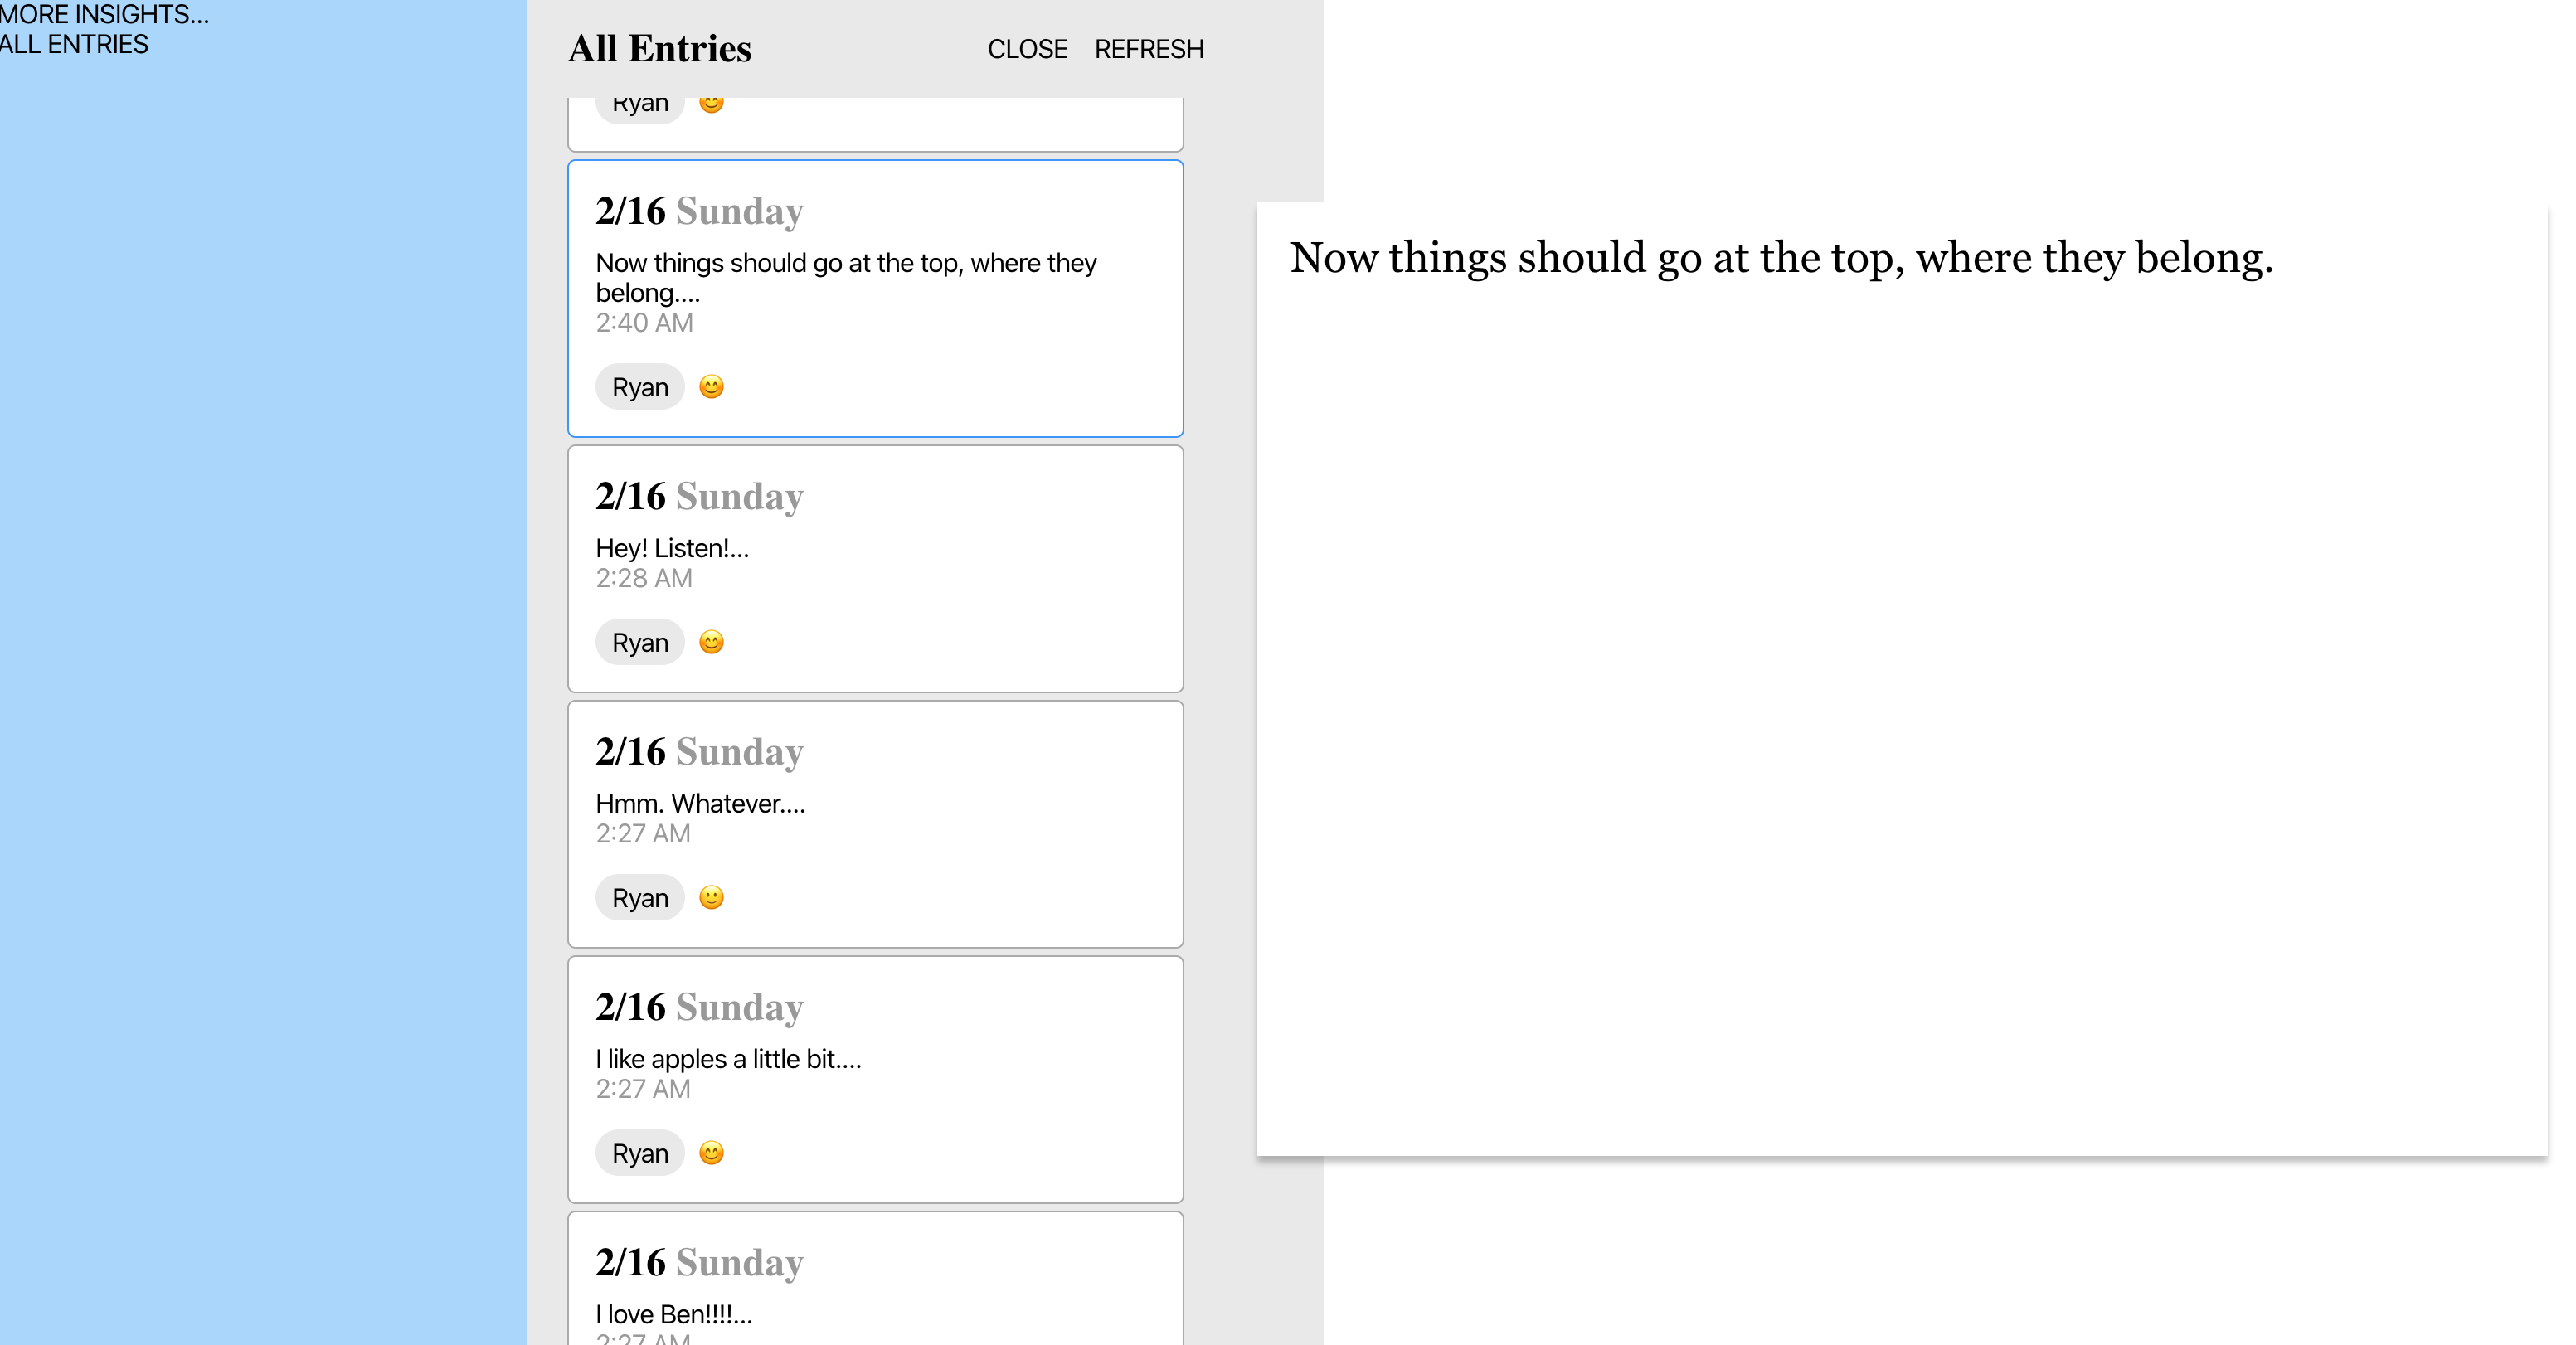 MORE INSIGHTS...
ALL ENTRIES
All Entries
CLOSE REFRESH
Ryan 😊
2/16 Sunday
Now things should go at the top, where they
belong....
2:40 AM
Ryan 😊
2/16 Sunday
Hey! Listen!...
2:28 AM
Ryan 😊
2/16 Sunday
Hmm. Whatever....
2:27 AM
Ryan 🙂
2/16 Sunday
I like apples a little bit....
2:27 AM
Ryan 😊
2/16 Sunday
I love Ben!!!!...
2:27 AM
Now things should go at the top, where they belong.